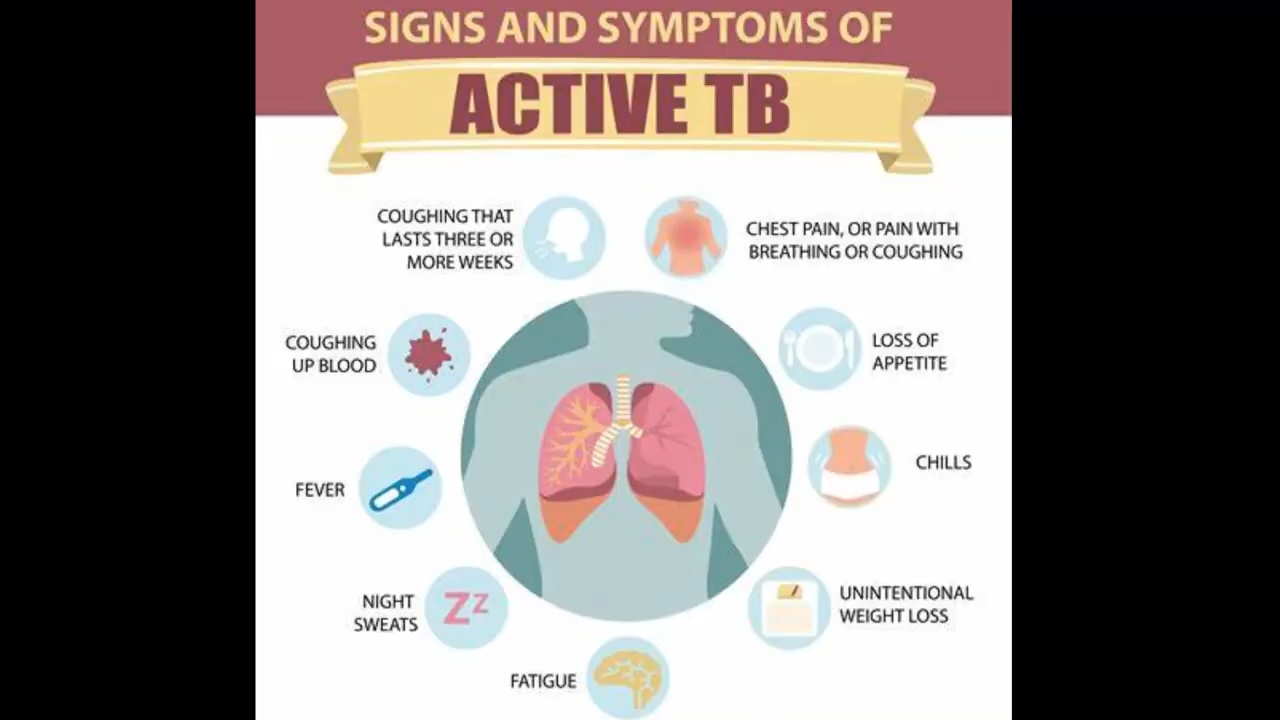 SIGNS AND SYMPTOMS OF
ACTIVE TB
COUGHING THAT
LASTS THREE OR
MORE WEEKS
CHEST PAIN, OR PAIN WITH
BREATHING OR COUGHING
COUGHING
UP BLOOD
LOSS OF
APPETITE
FEVER
CHILLS
NIGHT
SWEATS
ZZ
UNINTENTIONAL
WEIGHT LOSS
FATIGUE